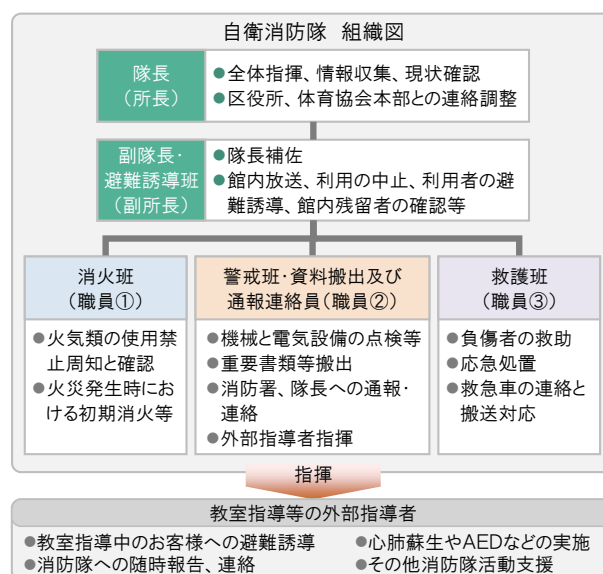 自衛消防隊 組織図
隊長
（所長）
●全体指揮、情報収集、現状確認
●区役所、体育協会本部との連絡調整
副隊長・
避難誘導班
（副所長）
●隊長補佐
●館内放送、利用の中止、利用者の避
難誘導、館内残留者の確認等
消火班
（職員①）
●火気類の使用禁
止周知と確認
●火災発生時にお
ける初期消火等
警戒班・資料搬出及び
通報連絡員（職員②）
●機械と電気設備の点検等
●重要書類等搬出
●消防署、隊長への通報・
連絡
●外部指導者指揮
救護班
（職員③）
●負傷者の救助
●応急処置
●救急車の連絡と
搬送対応
指揮
教室指導等の外部指導者
●教室指導中のお客様への避難誘導
●消防隊への随時報告、連絡
●心肺蘇生やAEDなどの実施
●その他消防隊活動支援